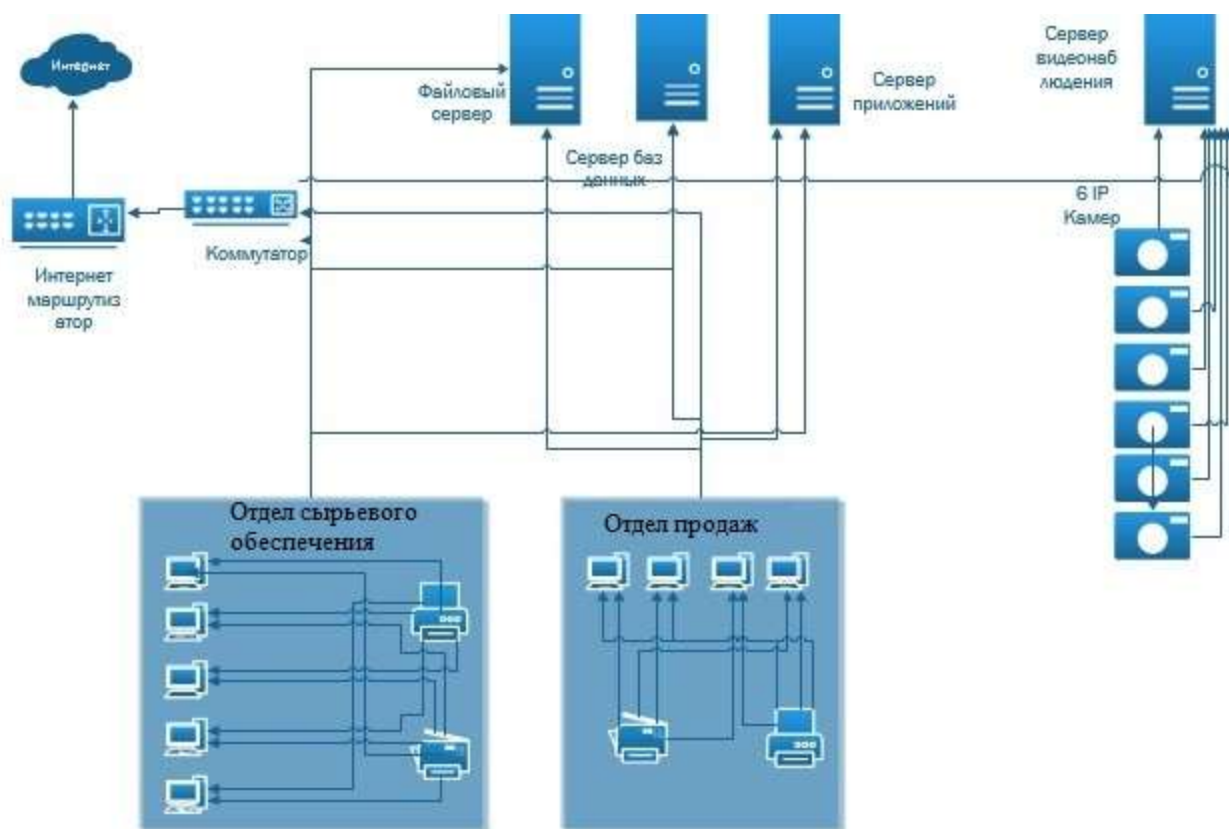 Интернет
Файловый
сервер
Сервер баз
данных
Сервер
приложений
Сервер
видеонаб
людения
6 IP
Камер
Коммутатор
Интернет
маршрутиз
атор
Отдел сырьевого
обеспечения
Отдел продаж